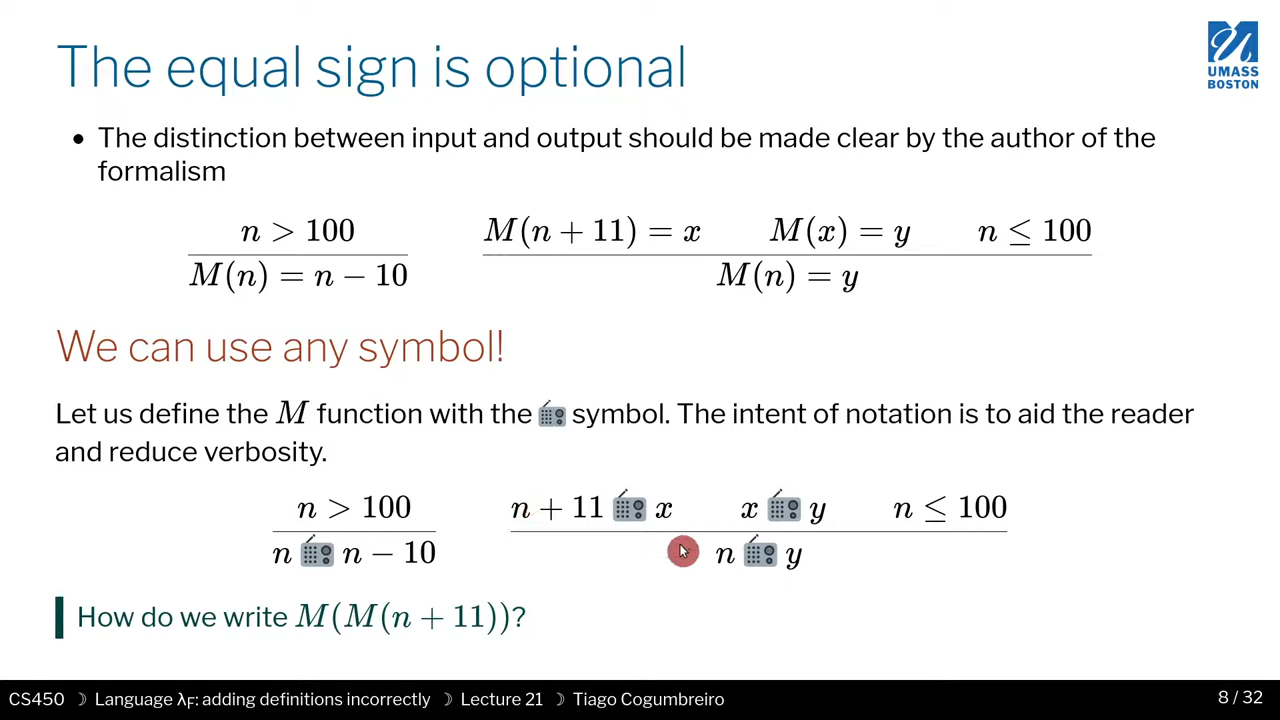 The equal sign is optional
UMASS
BOSTON
• The distinction between input and output should be made clear by the author of the
formalism
n > 100 M(n + 11) = x M(x) = y n ≤ 100
M(n) = n − 10 M(n) = y
We can use any symbol!
Let us define the M function with the 📻 symbol. The intent of notation is to aid the reader
and reduce verbosity.
n > 100 n + 11 📻 x x 📻 y n ≤ 100
n 📻 n − 10 n 📻 y
How do we write M(M(n + 11))?
CS450 ☽ Language λF: adding definitions incorrectly ☽ Lecture 21 ☽ Tiago Cogumbreiro
8 / 32